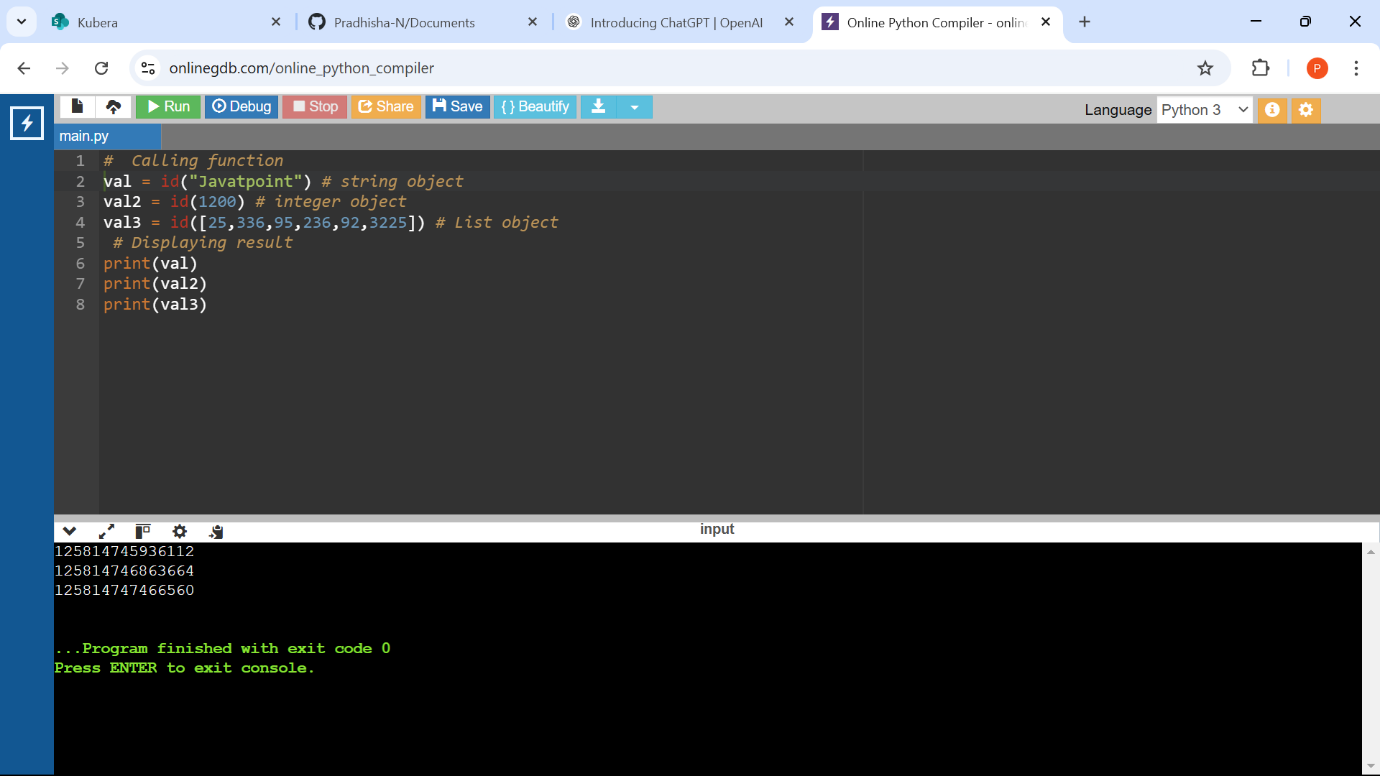 Kubera
Pradhisha-N/Documents
Introducing ChatGPT | OpenAI
Online Python Compiler - onlin
onlinegdb.com/online_python_compiler
P
Run
Debug
Stop
Share
Save
{ } Beautify
Language
Python 3
main.py
1 #  Calling function
2 val = id("Javatpoint") # string object
3 val2 = id(1200) # integer object
4 val3 = id([25,336,95,236,92,3225]) # List object
5  # Displaying result
6 print(val)
7 print(val2)
8 print(val3)
input
125814745936112
125814746863664
125814747466560
...Program finished with exit code 0
Press ENTER to exit console.